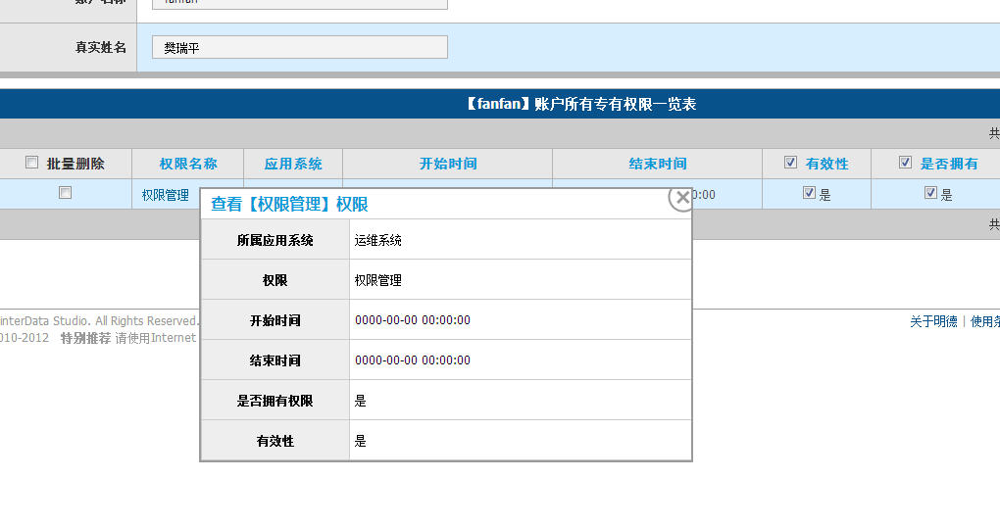 账户名称 fanfan
真实姓名 樊瑞平
【fanfan】账户所有专有权限一览表
共
批量删除 权限名称 应用系统 开始时间 结束时间 有效性 是否拥有
权限管理 :00 是 是
查看【权限管理】权限
所属应用系统 运维系统
权限 权限管理
开始时间 0000-00-00 00:00:00
结束时间 0000-00-00 00:00:00
是否拥有权限 是
有效性 是
共
interData Studio. All Rights Reserved.
关于明德 | 使用条
010-2012 特别推荐 请使用Internet